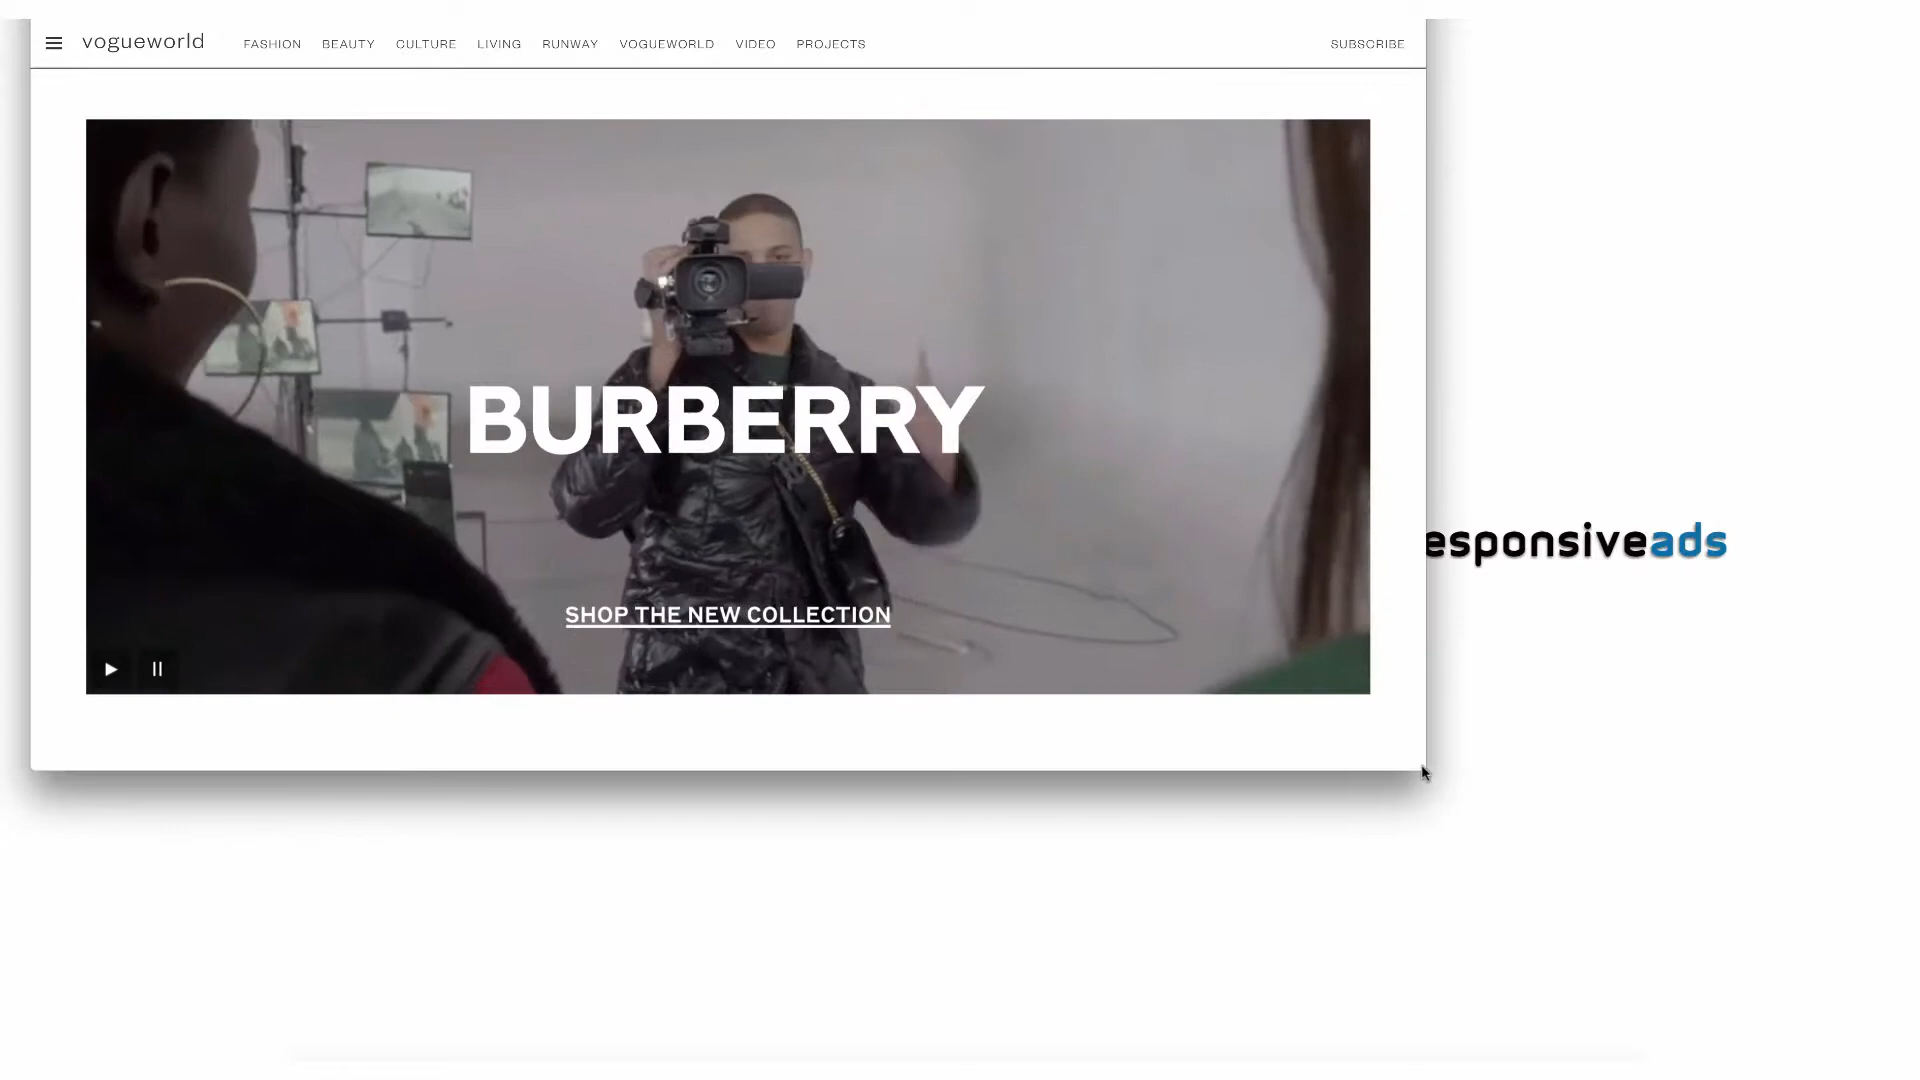 vogueworld FASHION BEAUTY CULTURE LIVING RUNWAY VOGUEWORLD VIDEO PROJECTS SUBSCRIBE
BURBERRY
esponsiveads
SHOP THE NEW COLLECTION